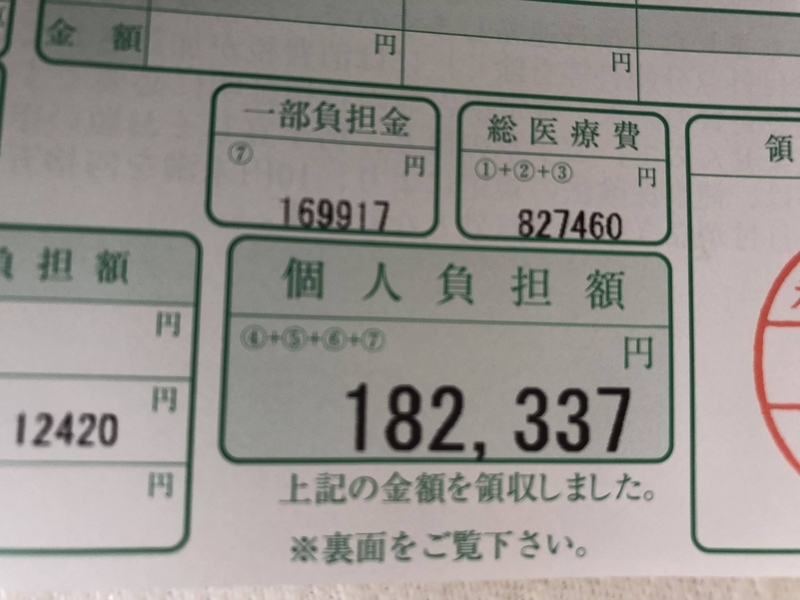 金額
円
円
一部負担金
総医療費
領
⑦
円
①+②+③
円
169917
827460
負担額
個人負担額
円
④+⑤+⑥+⑦
円
182,337
円
12420
円
上記の金額を領収しました。
※裏面をご覧下さい。